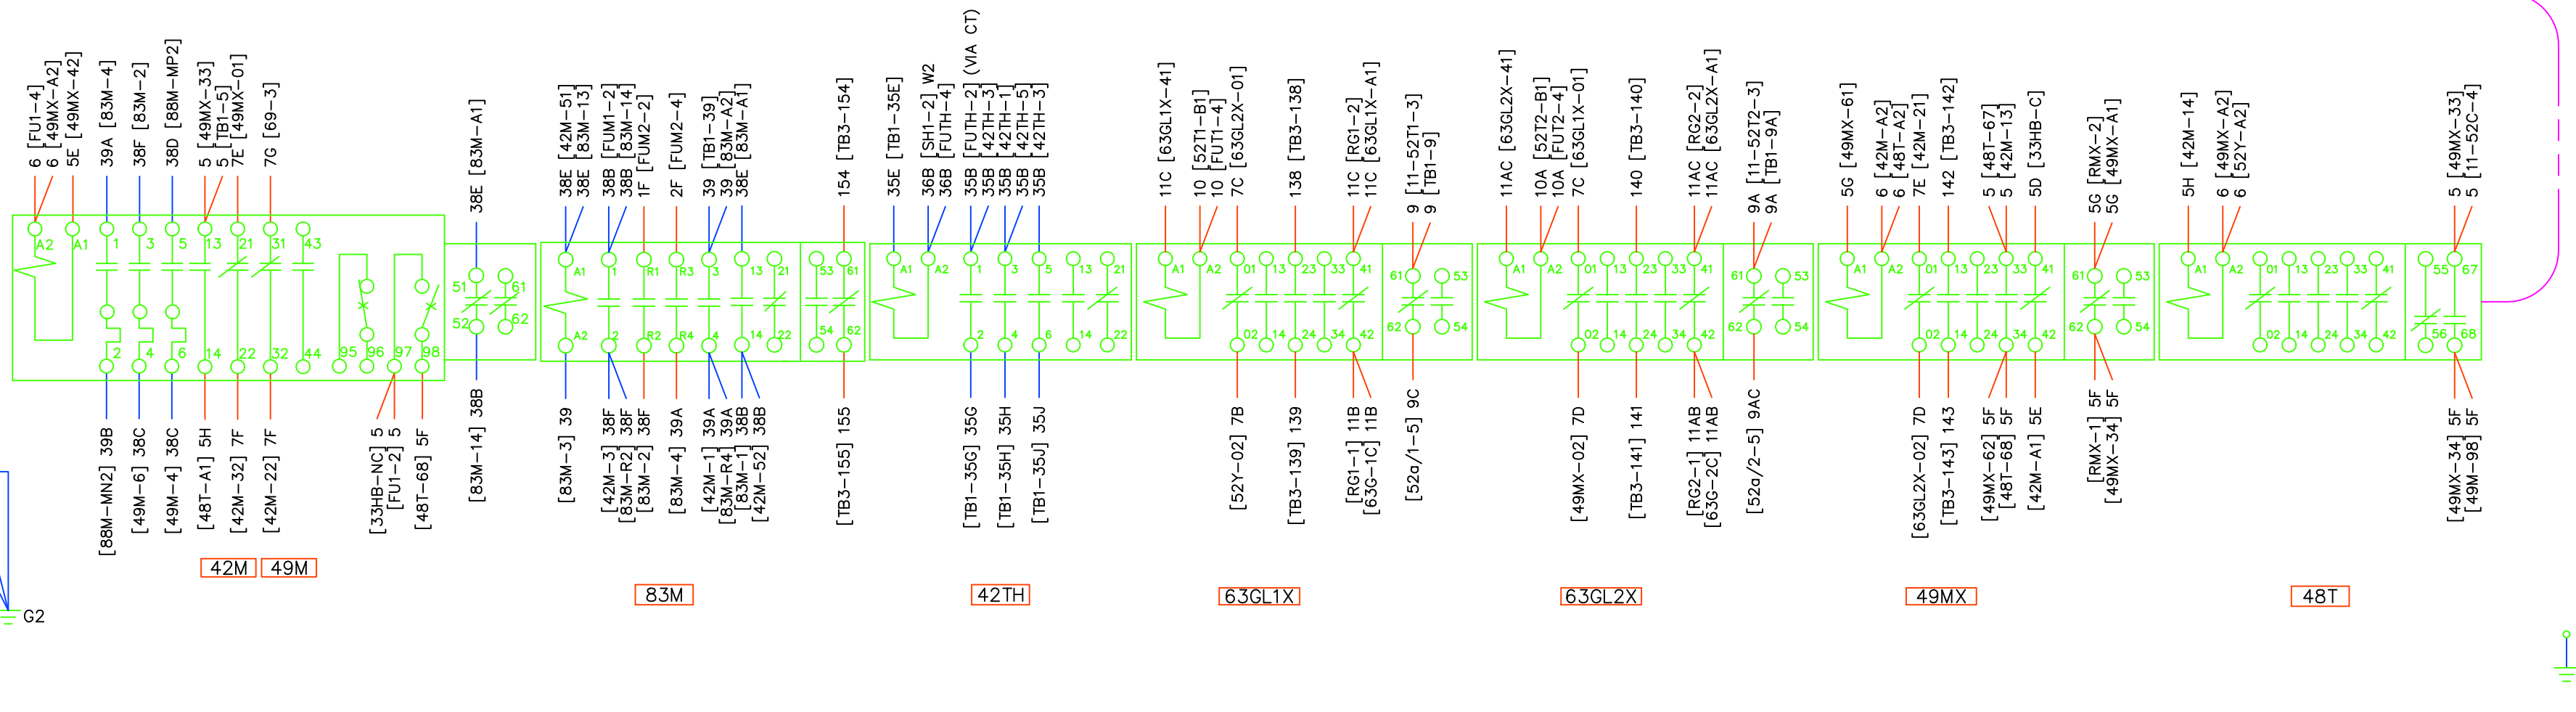 6 [FU1-4]
6 [49MX-A2]
5E [49MX-42]
39A [83M-4]
38F [83M-2]
38D [88M-MP2]
5 [49MX-33]
5 [TB1-5]
7E [49MX-01]
7G [69-3]
A2 A1 1 3 5 13 21 31 43
2 4 6 14 22 32 44 95 96 97 98
[88M-MN2] 39B
[49M-6] 38C
[49M-4] 38C
[48T-A1] 5H
[42M-32] 7F
[42M-22] 7F
[33HB-NC] 5
[FU1-2] 5
[48T-68] 5F
42M 49M
38E [83M-A1]
51 61
52 62
[83M-14] 38B
38E [42M-51]
38E [83M-13]
38B [FUM1-2]
38B [83M-14]
1F [FUM2-2]
2F [FUM2-4]
39 [TB1-39]
39 [83M-A2]
38E [83M-A1]
154 [TB3-154]
A1 1 R1 R3 3 13 21 53 61
A2 2 R2 R4 4 14 22 54 62
[83M-3] 39
[42M-3] 38F
[83M-R2] 38F
[83M-2] 38F
[83M-4] 39A
[42M-1] 39A
[83M-R4] 39A
[83M-1] 38B
[42M-52] 38B
[TB3-155] 155
83M
35E [TB1-35E]
36B [SH1-2] W2
36B [FUTH-4]
35B [FUTH-2] (VIA CT)
35B [42TH-3]
35B [42TH-1]
35B [42TH-5]
35B [42TH-3]
A1 A2 1 3 5 13 21
2 4 6 14 22
[TB1-35G] 35G
[TB1-35H] 35H
[TB1-35J] 35J
42TH
11C [63GL1X-41]
10 [52T1-B1]
10 [FUT1-4]
7C [63GL2X-01]
138 [TB3-138]
11C [RG1-2]
11C [63GL1X-A1]
9 [11-52T1-3]
9 [TB1-9]
A1 A2 01 13 23 33 41 61 53
02 14 24 34 42 62 54
[52Y-02] 7B
[TB3-139] 139
[RG1-1] 11B
[63G-1C] 11B
[52a/1-5] 9C
63GL1X
11AC [63GL2X-41]
10A [52T2-B1]
10A [FUT2-4]
7C [63GL1X-01]
140 [TB3-140]
11AC [RG2-2]
11AC [63GL2X-A1]
9A [11-52T2-3]
9A [TB1-9A]
A1 A2 01 13 23 33 41 61 53
02 14 24 34 42 62 54
[49MX-02] 7D
[TB3-141] 141
[RG2-1] 11AB
[63G-2C] 11AB
[52a/2-5] 9AC
63GL2X
5G [49MX-61]
6 [42M-A2]
6 [48T-A2]
7E [42M-21]
142 [TB3-142]
5 [48T-67]
5 [42M-13]
5D [33HB-C]
5G [RMX-2]
5G [49MX-A1]
A1 A2 01 13 23 33 41 61 53
02 14 24 34 42 62 54
[63GL2X-02] 7D
[TB3-143] 143
[49MX-62] 5F
[48T-68] 5F
[42M-A1] 5E
[RMX-1] 5F
[49MX-34] 5F
49MX
5H [42M-14]
6 [49MX-A2]
6 [52Y-A2]
5 [49MX-33]
5 [11-52C-4]
A1 A2 01 13 23 33 41 55 67
02 14 24 34 42 56 68
[49MX-34] 5F
[49M-98] 5F
48T
G2